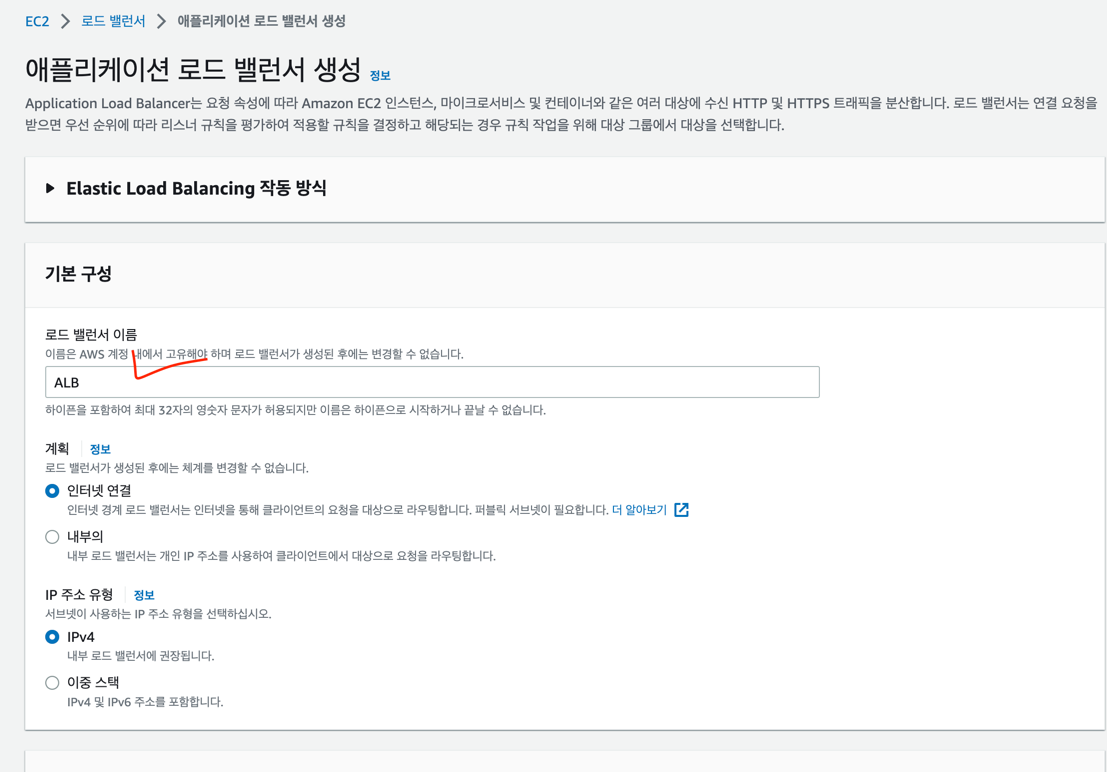 EC2 > 로드 밸런서 > 애플리케이션 로드 밸런서 생성
애플리케이션 로드 밸런서 생성 정보
Application Load Balancer는 요청 속성에 따라 Amazon EC2 인스턴스, 마이크로서비스 및 컨테이너와 같은 여러 대상에 수신 HTTP 및 HTTPS 트래픽을 분산합니다. 로드 밸런서는 연결 요청을
받으면 우선 순위에 따라 리스너 규칙을 평가하여 적용할 규칙을 결정하고 해당되는 경우 규칙 작업을 위해 대상 그룹에서 대상을 선택합니다.
Elastic Load Balancing 작동 방식
기본 구성
로드 밸런서 이름
이름은 AWS 계정 내에서 고유해야 하며 로드 밸런서가 생성된 후에는 변경할 수 없습니다.
ALB
하이픈을 포함하여 최대 32자의 영숫자 문자가 허용되지만 이름은 하이픈으로 시작하거나 끝날 수 없습니다.
계획 정보
로드 밸런서가 생성된 후에는 체계를 변경할 수 없습니다.
인터넷 연결
인터넷 경계 로드 밸런서는 인터넷을 통해 클라이언트의 요청을 대상으로 라우팅합니다. 퍼블릭 서브넷이 필요합니다. 더 알아보기
내부의
내부 로드 밸런서는 개인 IP 주소를 사용하여 클라이언트에서 대상으로 요청을 라우팅합니다.
IP 주소 유형 정보
서브넷이 사용하는 IP 주소 유형을 선택하십시오.
IPv4
내부 로드 밸런서에 권장됩니다.
이중 스택
IPv4 및 IPv6 주소를 포함합니다.